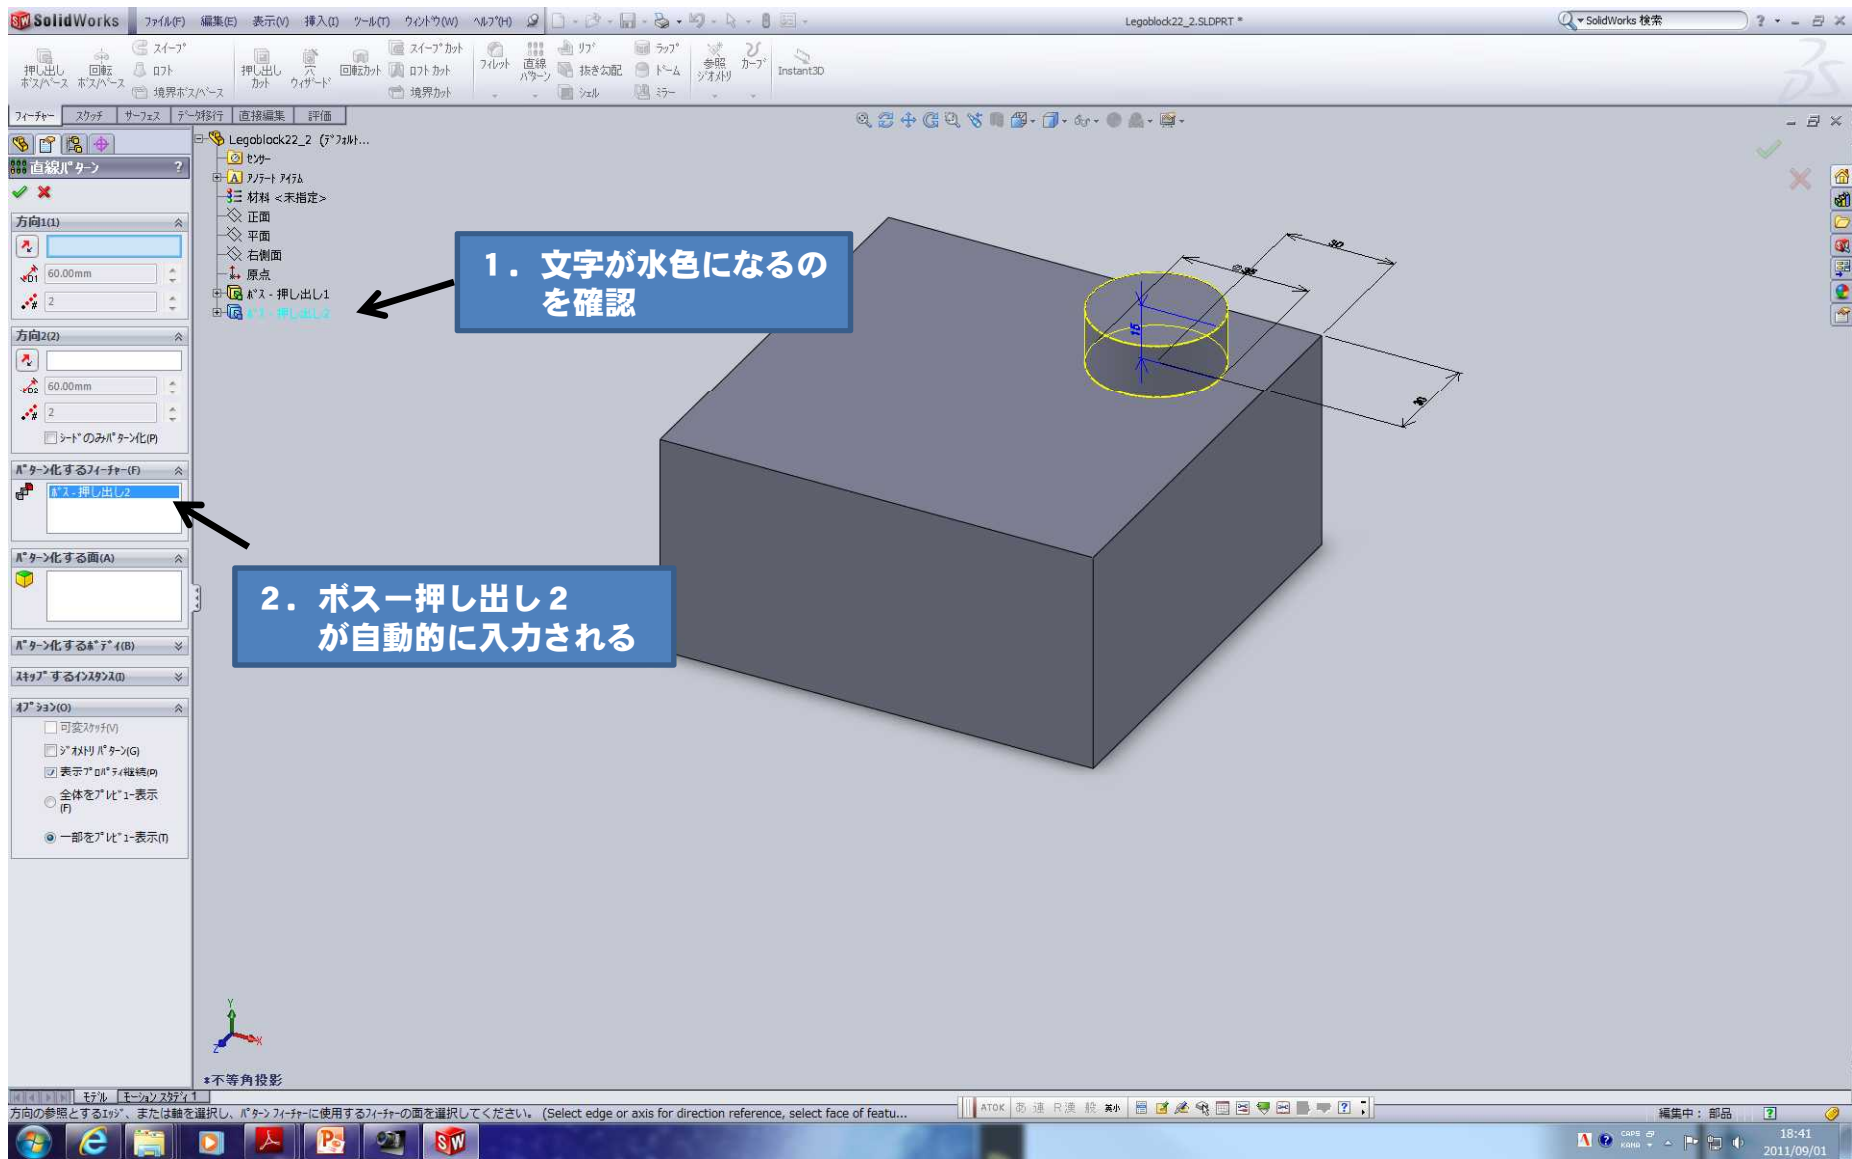 SolidWorks ファイル(F) 編集(E) 表示(V) 挿入(I) ツール(T) ウィンドウ(W) ヘルプ(H) Legoblock22_2.SLDPRT * SolidWorks 検索
押し出し ボス/ベース
回転 ボス/ベース
スイープ
ロフト
境界ボス/ベース
押し出し カット
穴 ウィザード
回転カット
スイープ カット
ロフト カット
境界カット
フィレット
直線 パターン
リブ
抜き勾配
シェル
ラップ
ドーム
ミラー
参照 ジオメトリ
カーブ
Instant3D
フィーチャー スケッチ サーフェス データ移行 直接編集 評価
直線パターン ?
方向1(1)
60.00mm
2
方向2(2)
60.00mm
2
シードのみパターン化(P)
パターン化するフィーチャー(F)
ボス - 押し出し2
パターン化する面(A)
パターン化するボディ(B)
スキップするインスタンス(I)
オプション(O)
可変スケッチ(V)
ジオメトリ パターン(G)
表示プロパティ継続(P)
全体をプレビュー表示
(F)
一部をプレビュー表示(T)
Legoblock22_2 (デフォルト...
センサー
アノテート アイテム
材料 <未指定>
正面
平面
右側面
原点
ボス - 押し出し1
ボス - 押し出し2
1．文字が水色になるの
を確認
2．ボスー押し出し2
が自動的に入力される
30
15
Y
X
Z
*不等角投影
モデル モーション スタディ 1
方向の参照とするエッジ、または軸を選択し、パターン フィーチャーに使用するフィーチャーの面を選択してください。 (Select edge or axis for direction reference, select face of featu...
ATOK あ 連 R漢 般 英小
編集中： 部品
CAPS
KANA
18:41
2011/09/01